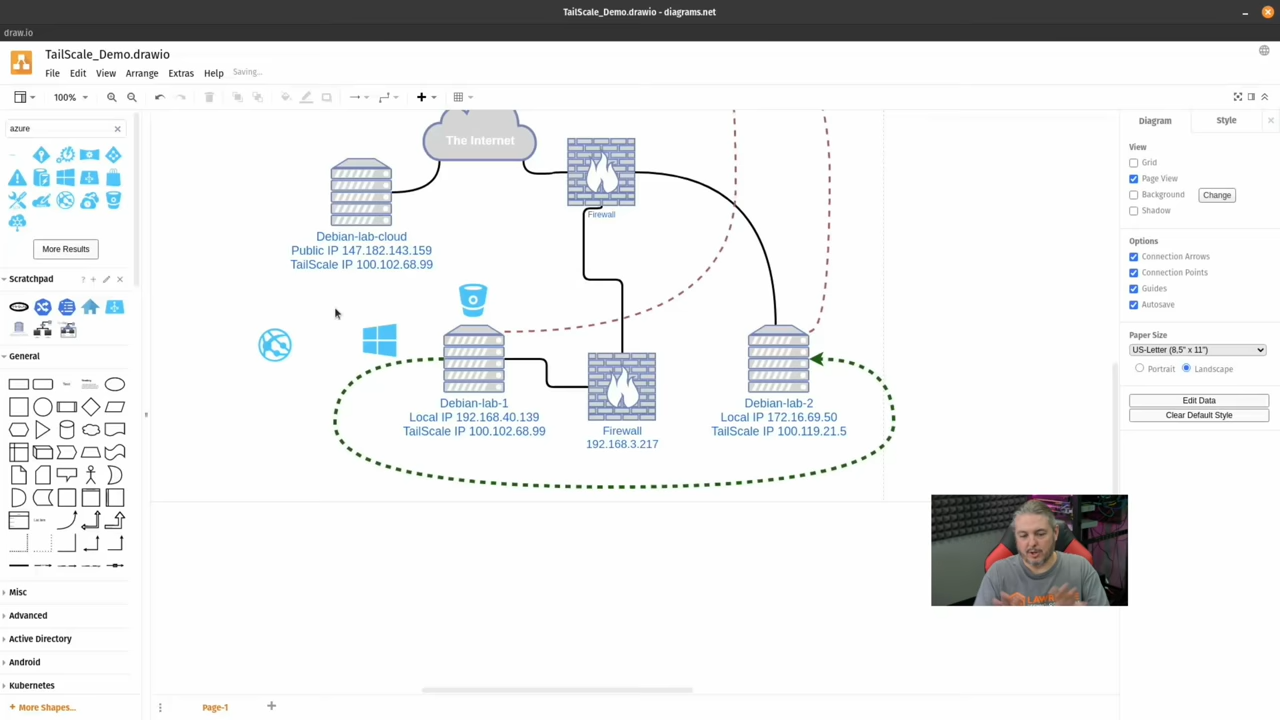 TailScale_Demo.drawio - diagrams.net
draw.io
TailScale_Demo.drawio
File Edit View Arrange Extras Help Saving...
100%
azure
More Results
Scratchpad
General
Misc
Advanced
Active Directory
Android
Kubernetes
+ More Shapes...
The Internet
Firewall
Debian-lab-cloud
Public IP 147.182.143.159
TailScale IP 100.102.68.99
Debian-lab-1
Local IP 192.168.40.139
TailScale IP 100.102.68.99
Firewall
192.168.3.217
Debian-lab-2
Local IP 172.16.69.50
TailScale IP 100.119.21.5
Page-1
Diagram Style
View
Grid
Page View
Background Change
Shadow
Options
Connection Arrows
Connection Points
Guides
Autosave
Paper Size
US-Letter (8,5" x 11")
Portrait Landscape
Edit Data
Clear Default Style